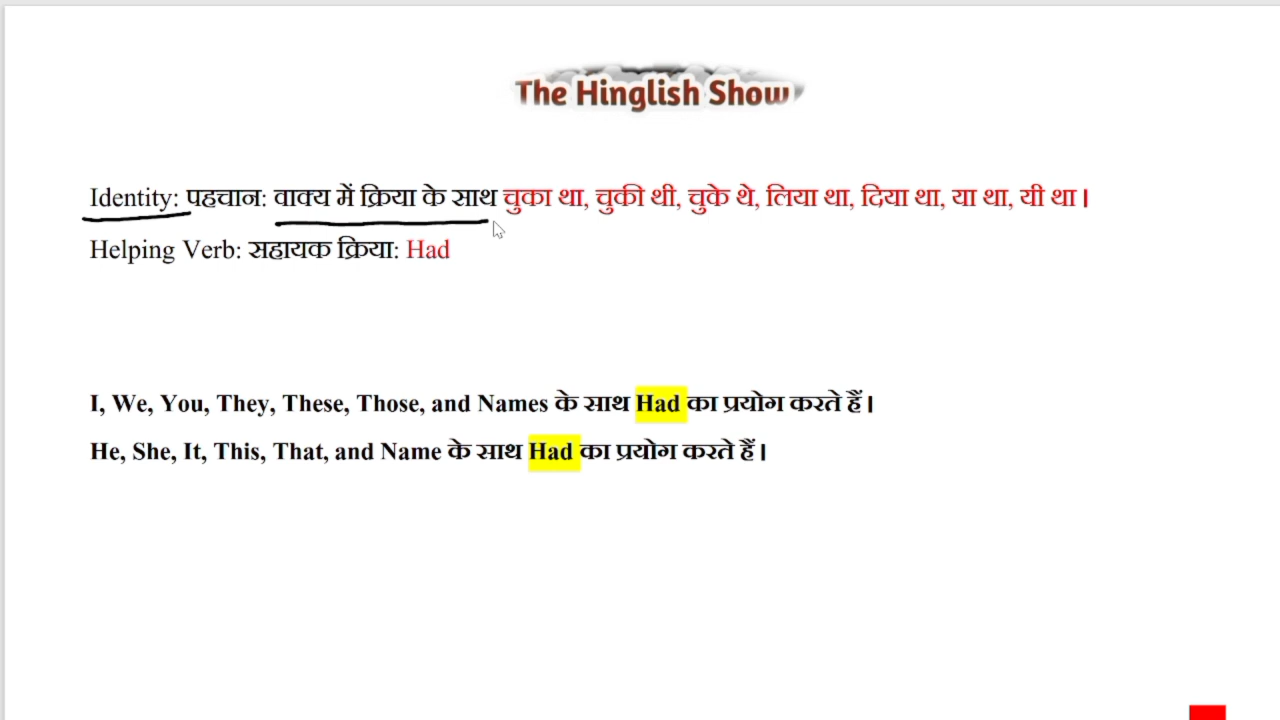 The Hinglish Show
Identity: पहचान: वाक्य में क्रिया के साथ चुका था, चुकी थी, चुके थे, लिया था, दिया था, या था, यी था।
Helping Verb: सहायक क्रिया: Had
I, We, You, They, These, Those, and Names के साथ Had का प्रयोग करते हैं।
He, She, It, This, That, and Name के साथ Had का प्रयोग करते हैं।